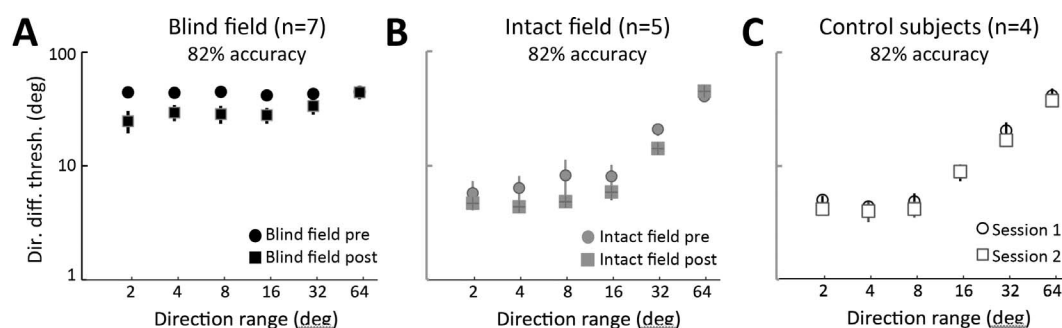 A
Blind field (n=7)
82% accuracy
Dir. diff. thresh. (deg)
100
10
1
Blind field pre
Blind field post
2 4 8 16 32 64
Direction range (deg)
B
Intact field (n=5)
82% accuracy
Intact field pre
Intact field post
2 4 8 16 32 64
Direction range (deg)
C
Control subjects (n=4)
82% accuracy
Session 1
Session 2
2 4 8 16 32 64
Direction range (deg)